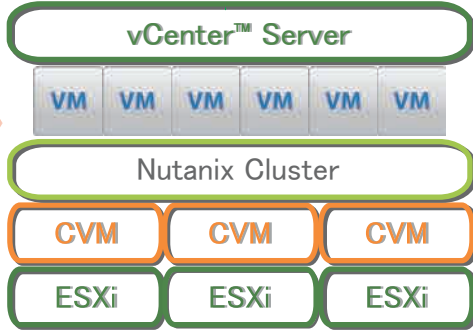 vCenter™ Server
VM VM VM VM VM VM
Nutanix Cluster
CVM CVM CVM
ESXi ESXi ESXi